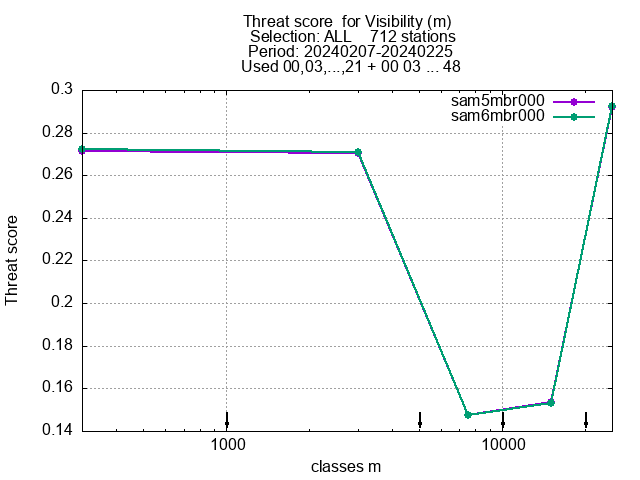 Threat score  for Visibility (m)
Selection: ALL    712 stations
Period: 20240207-20240225
Used 00,03,...,21 + 00 03 ... 48
sam5mbr000
sam6mbr000
0.3
0.28
0.26
0.24
0.22
0.2
0.18
0.16
0.14
Threat score
1000
10000
classes m